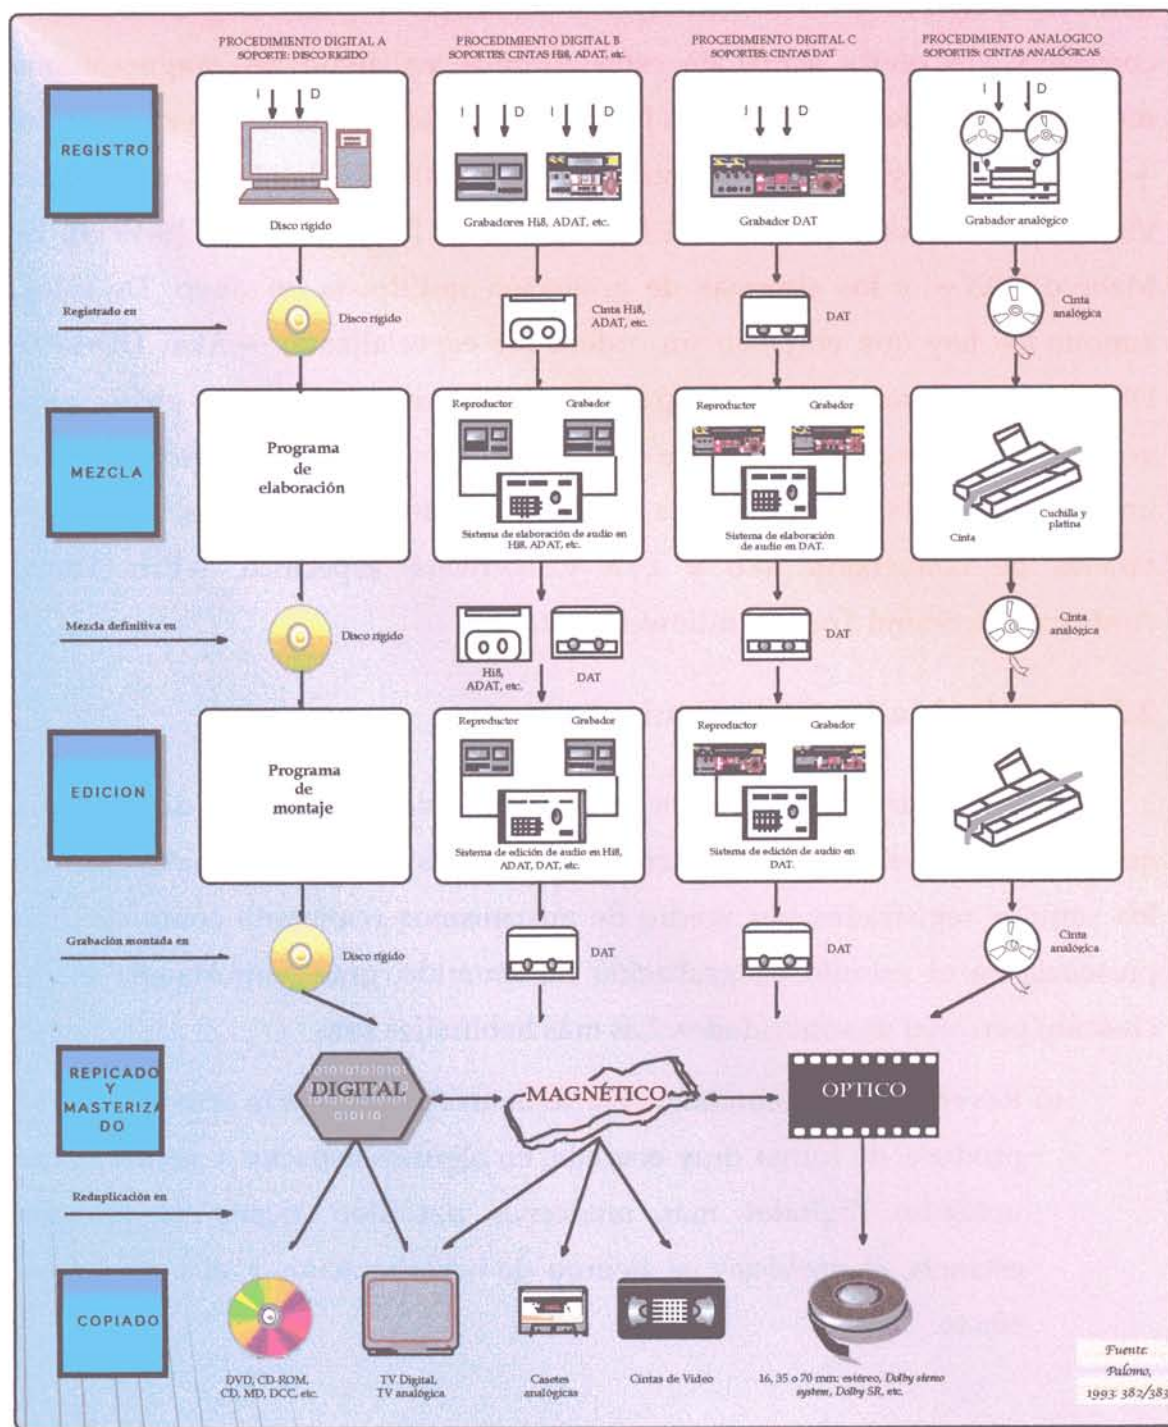 PROCEDIMIENTO DIGITAL A
SOPORTE: DISCO RIGIDO
PROCEDIMIENTO DIGITAL B
SOPORTES: CINTAS Hi8, ADAT, etc.
PROCEDIMIENTO DIGITAL C
SOPORTES: CINTAS DAT
PROCEDIMIENTO ANALOGICO
SOPORTES: CINTAS ANALÓGICAS
REGISTRO
I D
Disco rígido
I D I D
Grabadores Hi8, ADAT, etc.
I D
Grabador DAT
I D
Grabador analógico
Registrado en
Disco rígido
Cinta Hi8,
ADAT, etc.
DAT
Cinta
analógica
MEZCLA
Programa
de
elaboración
Reproductor Grabador
Sistema de elaboración de audio en
Hi8, ADAT, etc.
Reproductor Grabador
Sistema de elaboración
de audio en DAT.
Cuchilla y
platina
Cinta
Mezcla definitiva en
Disco rígido
Hi8,
ADAT, etc.
DAT
DAT
Cinta
analógica
EDICION
Programa
de
montaje
Reproductor Grabador
Sistema de edición de audio en Hi8,
ADAT, DAT, etc.
Reproductor Grabador
Sistema de edición de audio en
DAT.
Grabación montada en
Disco rígido
DAT
DAT
Cinta
analógica
REPICADO
Y
MASTERIZA
DO
DIGITAL
MAGNÉTICO
OPTICO
Reduplicación en
COPIADO
DVD, CD-ROM,
CD, MD, DCC, etc.
TV Digital,
TV analógica.
Casetes
analógicas
Cintas de Vídeo
16, 35 o 70 mm: estéreo, Dolby stereo
system, Dolby SR, etc.
Fuente:
Palomo,
1993: 382/383